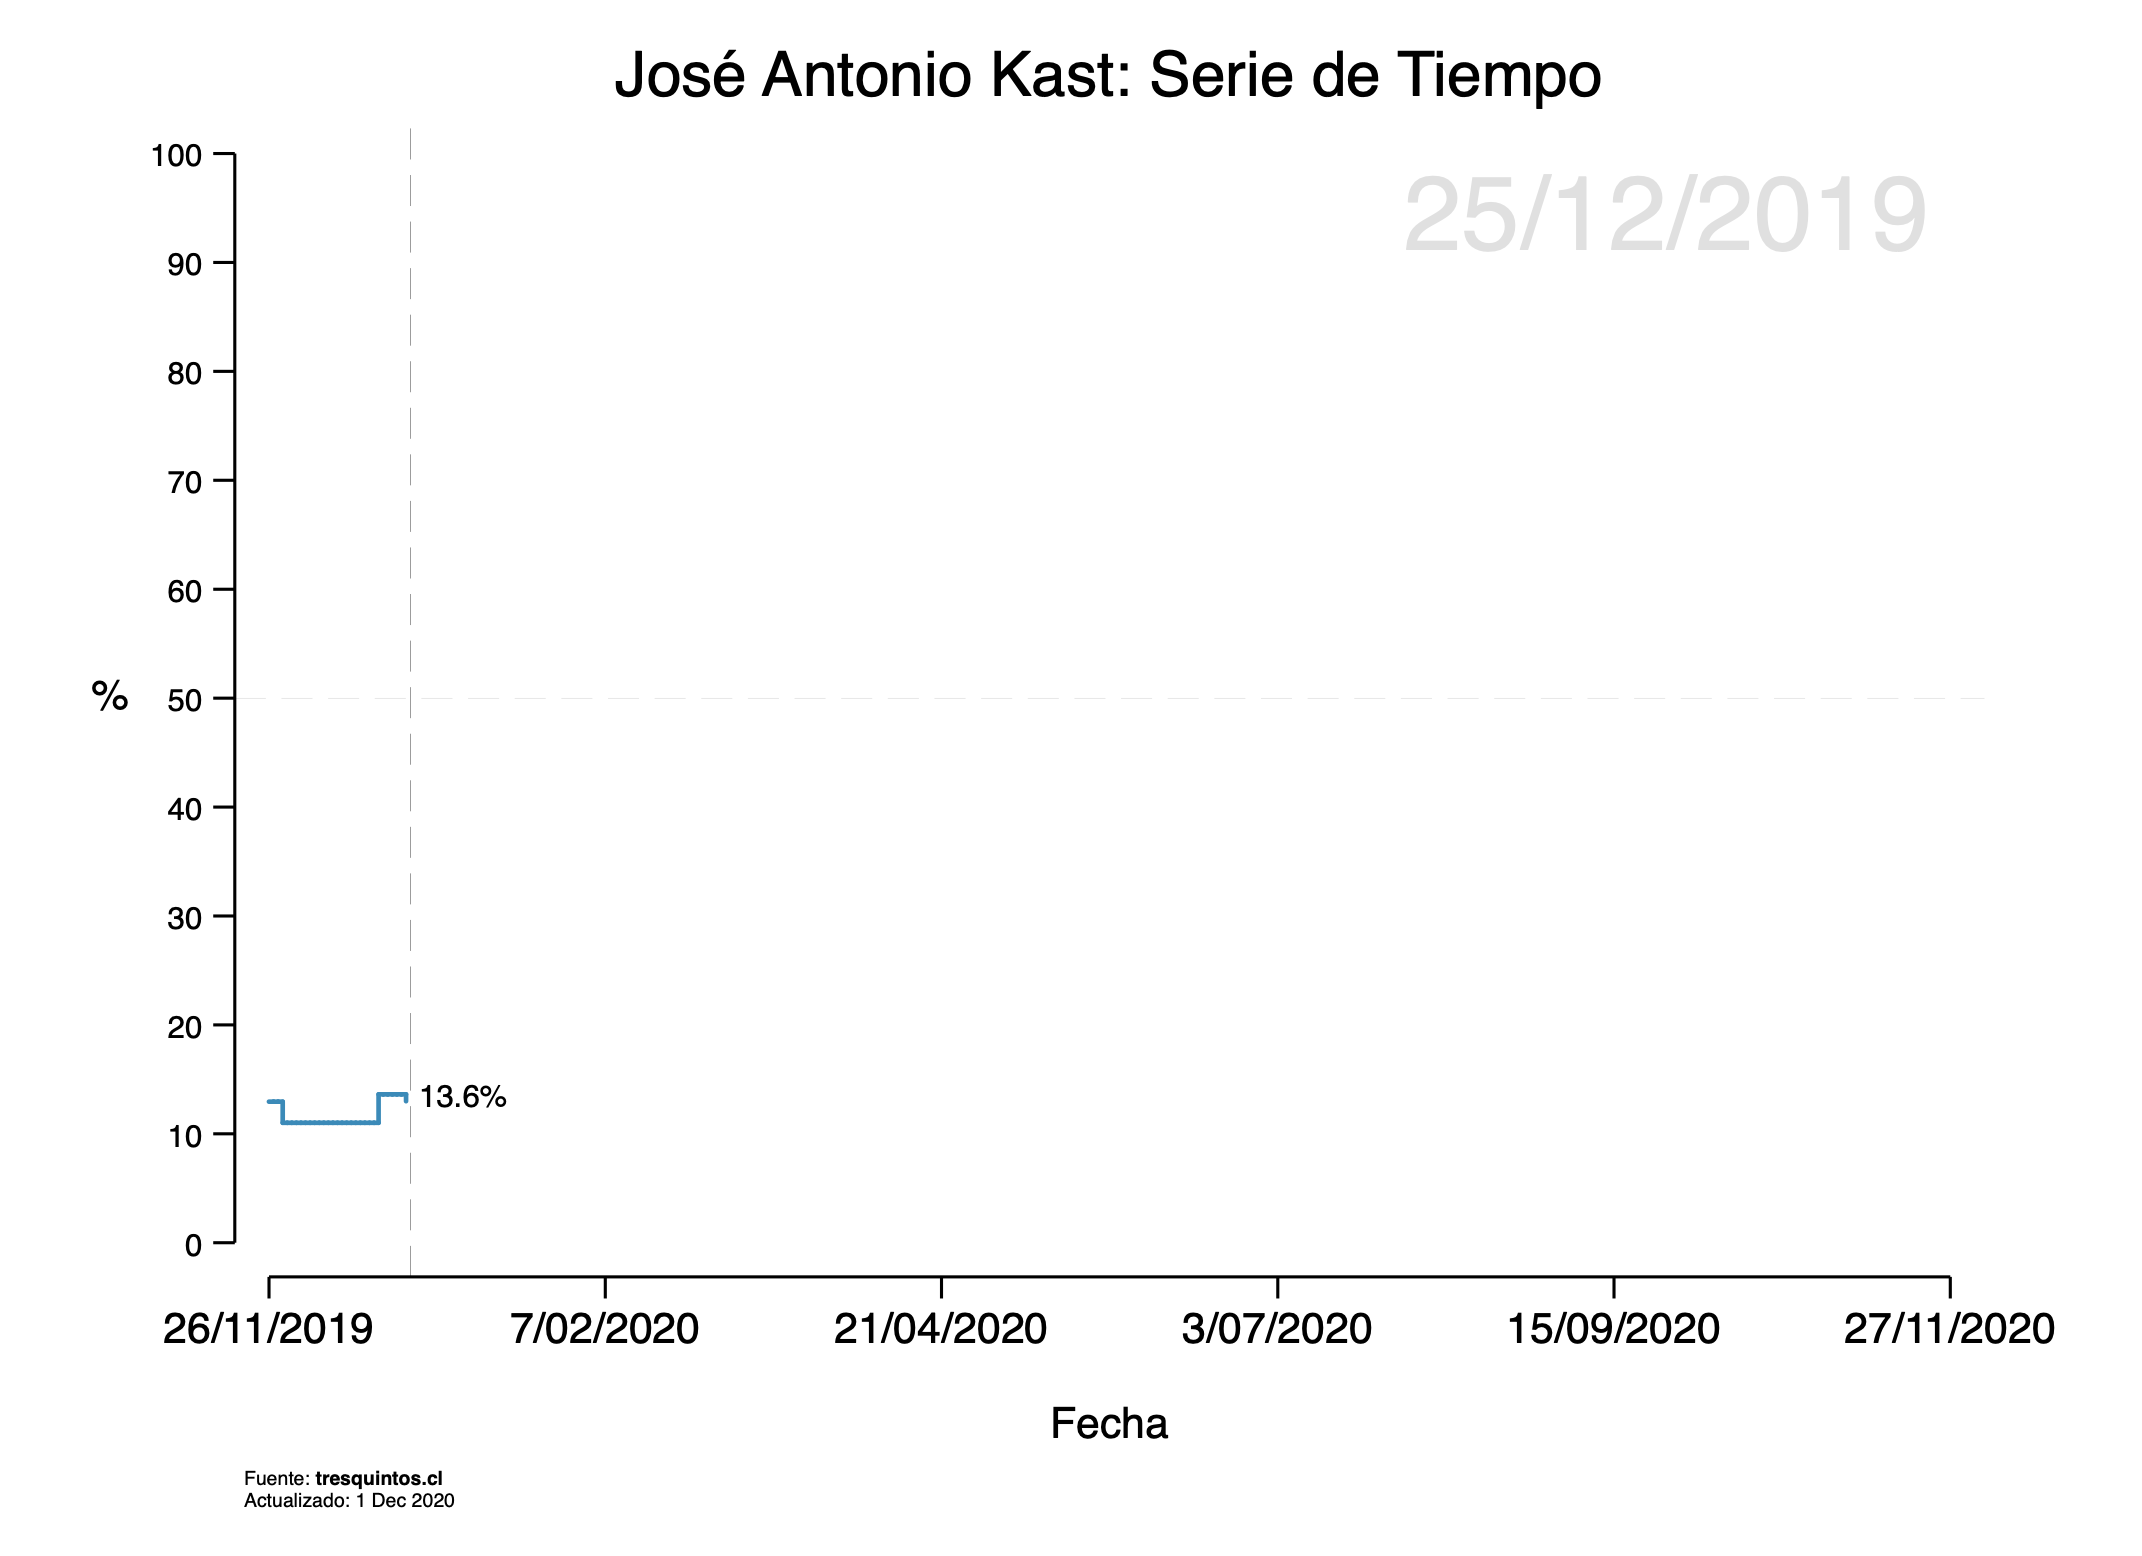 José Antonio Kast: Serie de Tiempo
25/12/2019
100
90
80
70
60
% 50
40
30
20
13.6%
10
0
26/11/2019 7/02/2020 21/04/2020 3/07/2020 15/09/2020 27/11/2020
Fecha
Fuente: tresquintos.cl
Actualizado: 1 Dec 2020